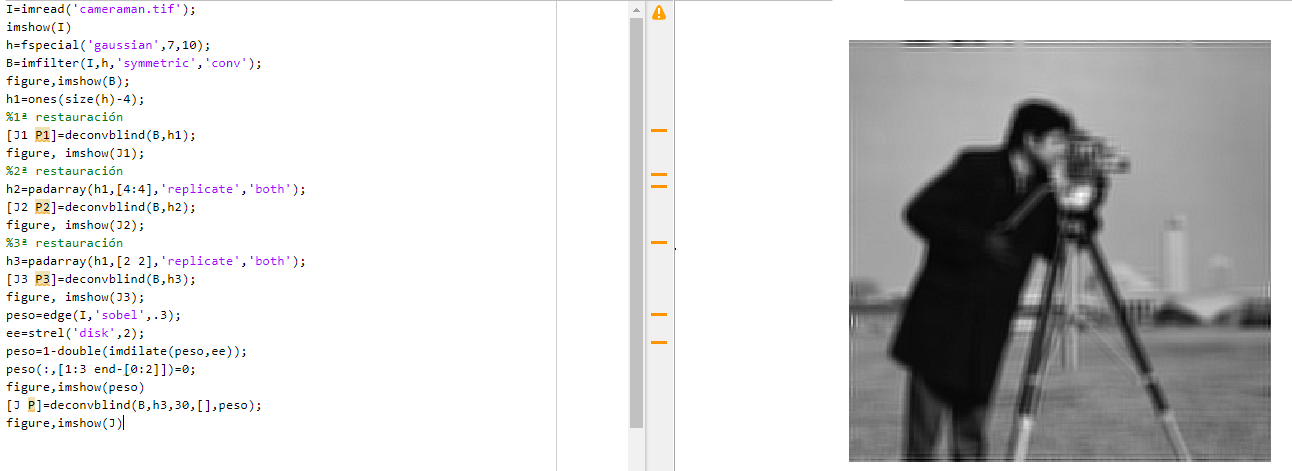 I=imread('cameraman.tif');
imshow(I)
h=fspecial('gaussian',7,10);
B=imfilter(I,h,'symmetric','conv');
figure,imshow(B);
h1=ones(size(h)-4);
%1ª restauración
[J1 P1]=deconvblind(B,h1);
figure, imshow(J1);
%2ª restauración
h2=padarray(h1,[4:4],'replicate','both');
[J2 P2]=deconvblind(B,h2);
figure, imshow(J2);
%3ª restauración
h3=padarray(h1,[2 2],'replicate','both');
[J3 P3]=deconvblind(B,h3);
figure, imshow(J3);
peso=edge(I,'sobel',.3);
ee=strel('disk',2);
peso=1-double(imdilate(peso,ee));
peso(:,[1:3 end-[0:2]])=0;
figure,imshow(peso)
[J P]=deconvblind(B,h3,30,[],peso);
figure,imshow(J)